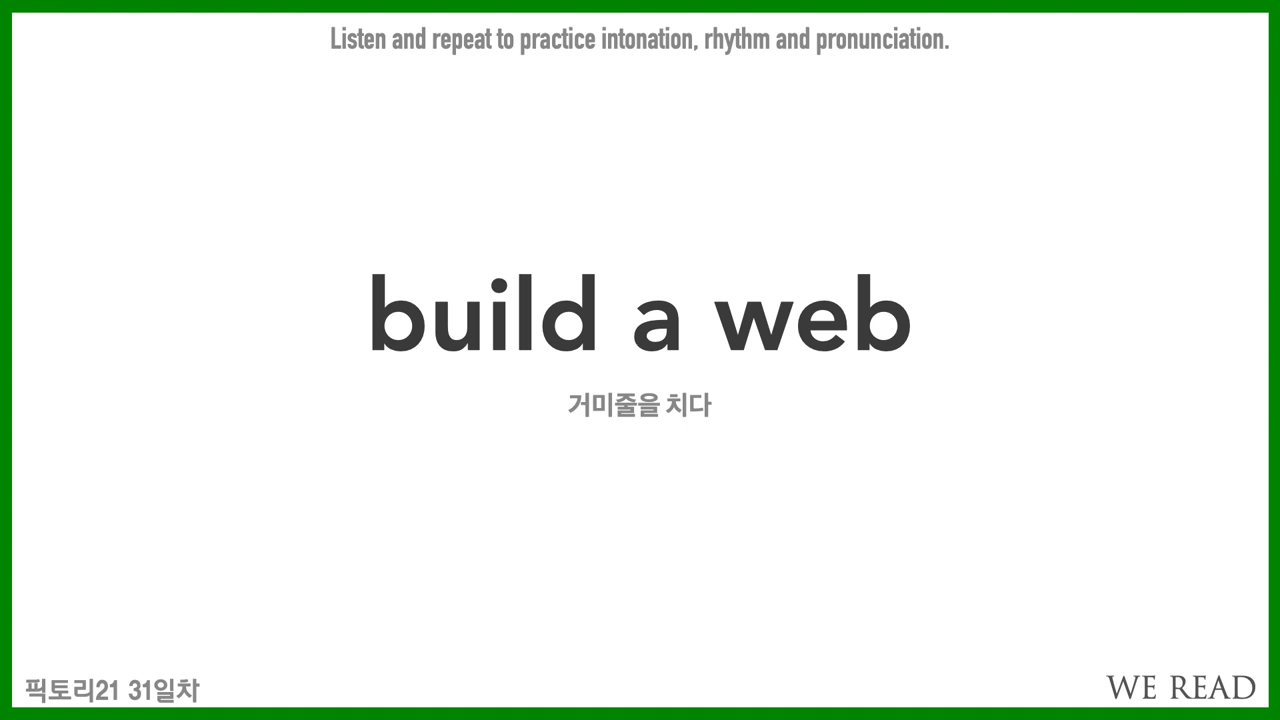 Listen and repeat to practice intonation, rhythm and pronunciation.
build a web
거미줄을 치다
픽토리21 31일차
WE READ